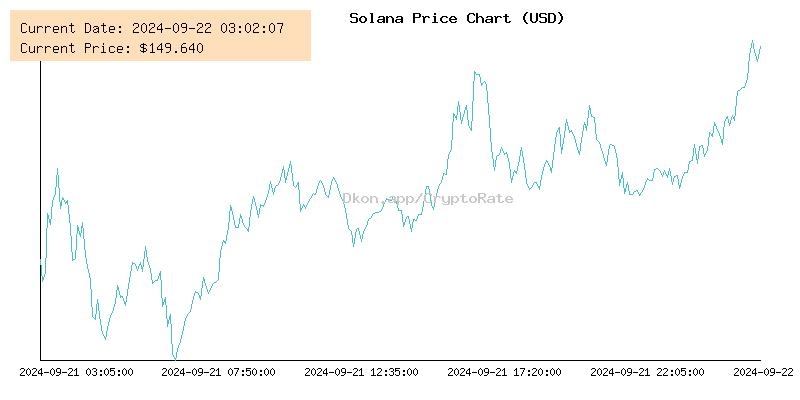 Solana Price Chart (USD)
Current Date: 2024-09-22 03:02:07
Current Price: $149.640
Dkon.app/CryptoRate
2024-09-21 03:05:00 2024-09-21 07:50:00 2024-09-21 12:35:00 2024-09-21 17:20:00 2024-09-21 22:05:00 2024-09-22